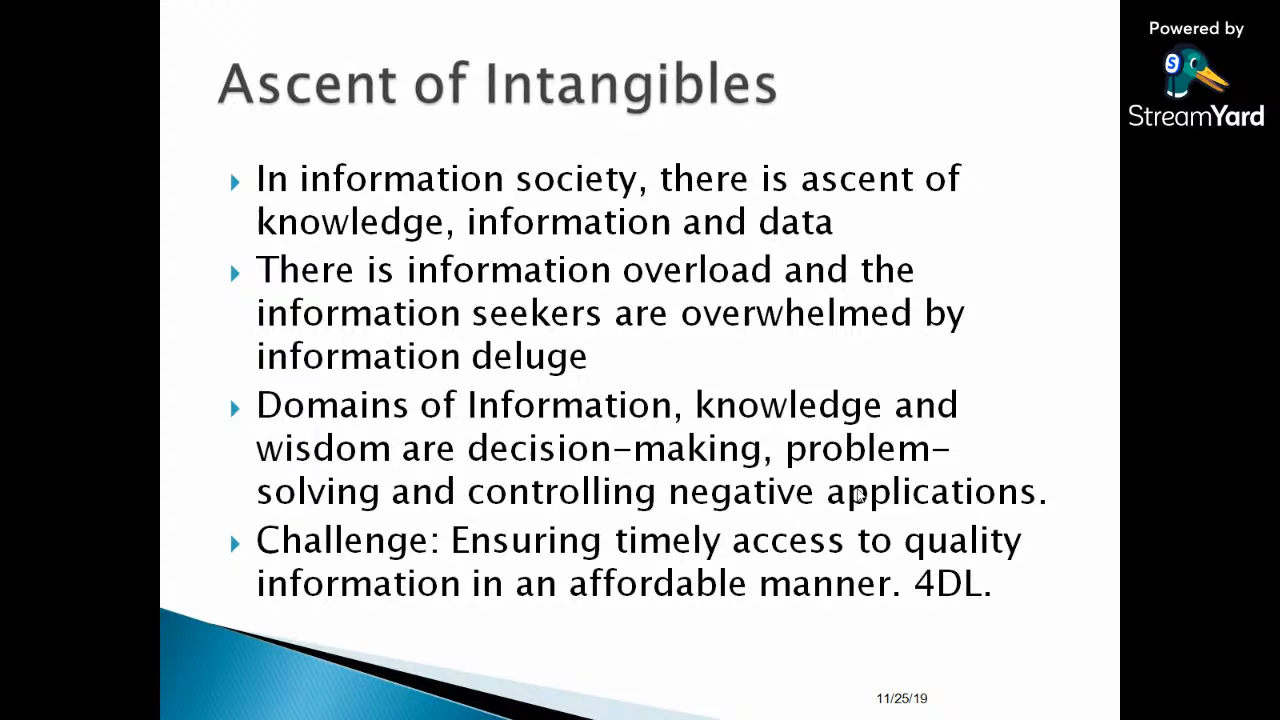 Powered by
StreamYard
Ascent of Intangibles
In information society, there is ascent of
knowledge, information and data
There is information overload and the
information seekers are overwhelmed by
information deluge
Domains of Information, knowledge and
wisdom are decision-making, problem-
solving and controlling negative applications.
Challenge: Ensuring timely access to quality
information in an affordable manner. 4DL.
11/25/19